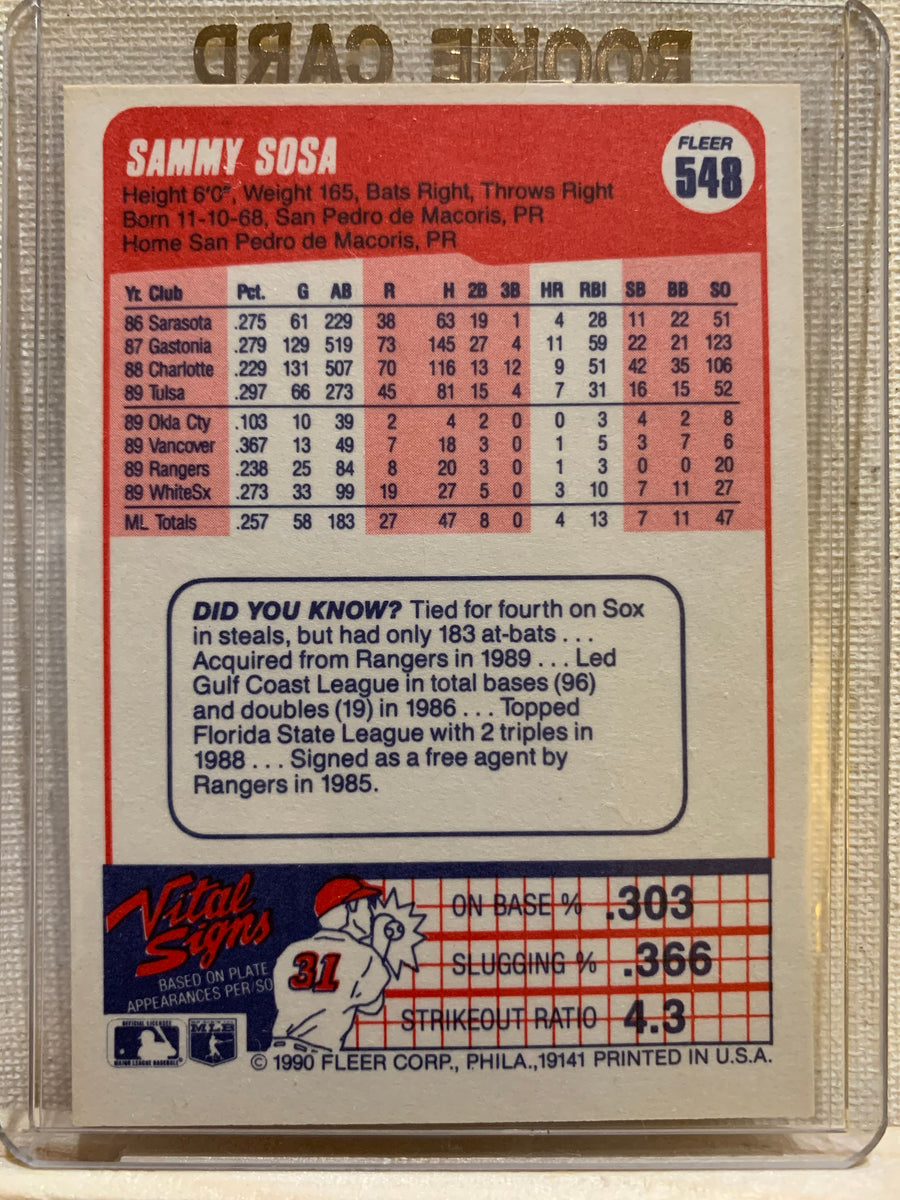 ROOKIE CARD
SAMMY SOSA
FLEER
548
Height 6'0", Weight 165, Bats Right, Throws Right
Born 11-10-68, San Pedro de Macoris, PR
Home San Pedro de Macoris, PR
Yr. Club Pct. G AB R H 2B 3B HR RBI SB BB SO
86 Sarasota .275 61 229 38 63 19 1 4 28 11 22 51
87 Gastonia .279 129 519 73 145 27 4 11 59 22 21 123
88 Charlotte .229 131 507 70 116 13 12 9 51 42 35 106
89 Tulsa .297 66 273 45 81 15 4 7 31 16 15 52
89 Okla Cty .103 10 39 2 4 2 0 0 3 4 2 8
89 Vancover .367 13 49 7 18 3 0 1 5 3 7 6
89 Rangers .238 25 84 8 20 3 0 1 3 0 0 20
89 WhiteSx .273 33 99 19 27 5 0 3 10 7 11 27
ML Totals .257 58 183 27 47 8 0 4 13 7 11 47
DID YOU KNOW? Tied for fourth on Sox
in steals, but had only 183 at-bats . . .
Acquired from Rangers in 1989 . . . Led
Gulf Coast League in total bases (96)
and doubles (19) in 1986 . . . Topped
Florida State League with 2 triples in
1988 . . . Signed as a free agent by
Rangers in 1985.
Vital
Signs
BASED ON PLATE
APPEARANCES PER/SO
31
ON BASE % .303
SLUGGING % .366
STRIKEOUT RATIO 4.3
OFFICIAL LICENSEE
MAJOR LEAGUE BASEBALL
MLB
© 1990 FLEER CORP., PHILA.,19141 PRINTED IN U.S.A.